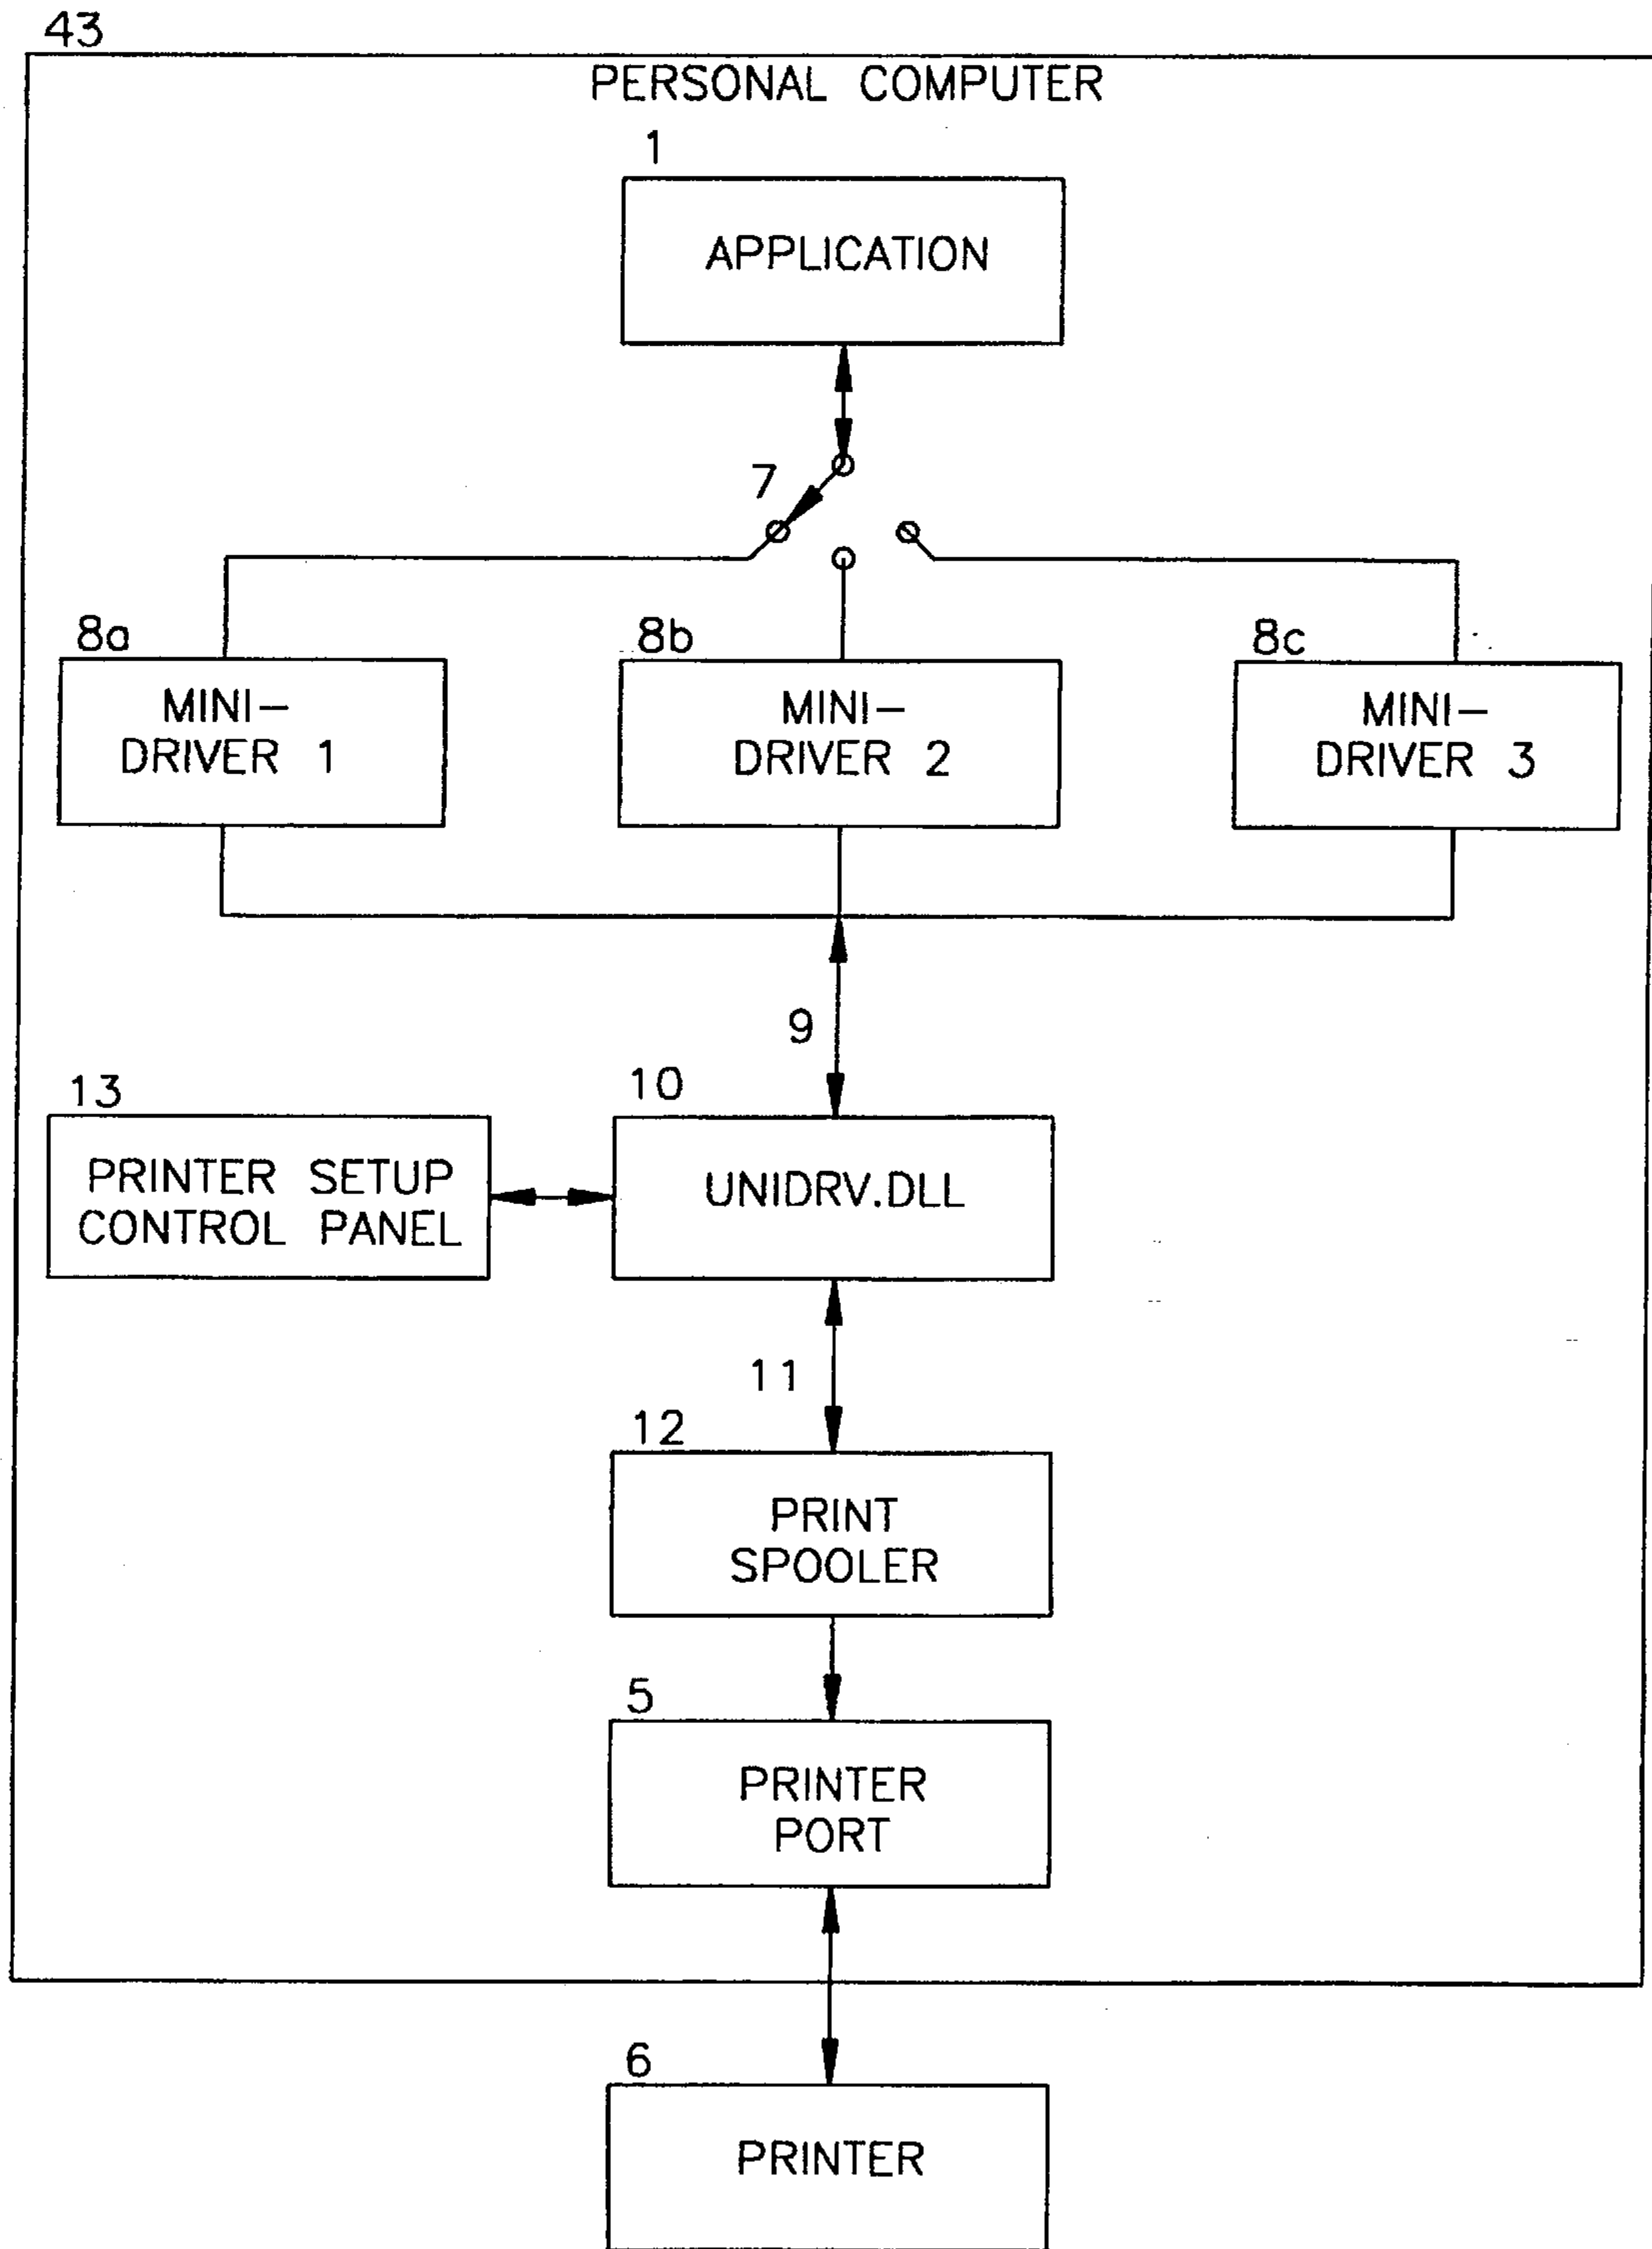 43
PERSONAL COMPUTER
1
APPLICATION
7
8a
8b
8c
MINI-
DRIVER 1
MINI-
DRIVER 2
MINI-
DRIVER 3
9
13
10
PRINTER SETUP
CONTROL PANEL
UNIDRV.DLL
11
12
PRINT
SPOOLER
5
PRINTER
PORT
6
PRINTER